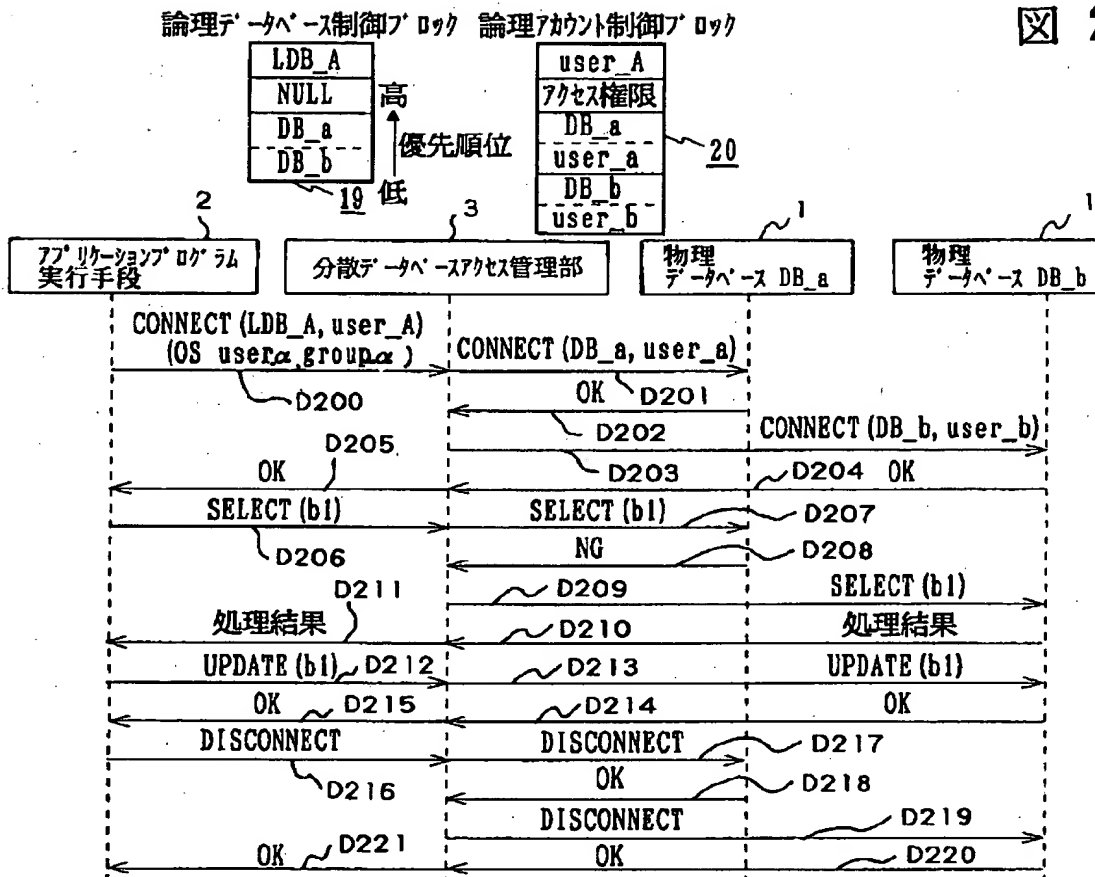 論理データベース制御ブロック 論理アカウント制御ブロック
図 2
LDB_A
NULL
DB_a
DB_b
高
優先順位
低
19
user_A
アクセス権限
DB_a
user_a
DB_b
user_b
20
2
3
1
1
アプリケーションプログラム
実行手段
分散データベースアクセス管理部
物理
データベース DB_a
物理
データベース DB_b
CONNECT (LDB_A, user_A)
(OS userα, groupα)
CONNECT (DB_a, user_a)
D200
D201
OK
D202
CONNECT (DB_b, user_b)
D203
D205
OK
D204
OK
SELECT (b1)
D206
SELECT (b1)
D207
NG
D208
D209
SELECT (b1)
D211
処理結果
D210
処理結果
UPDATE (b1)
D212
D213
UPDATE (b1)
OK
D215
D214
OK
DISCONNECT
D216
DISCONNECT
D217
OK
D218
DISCONNECT
D219
OK
D221
OK
D220